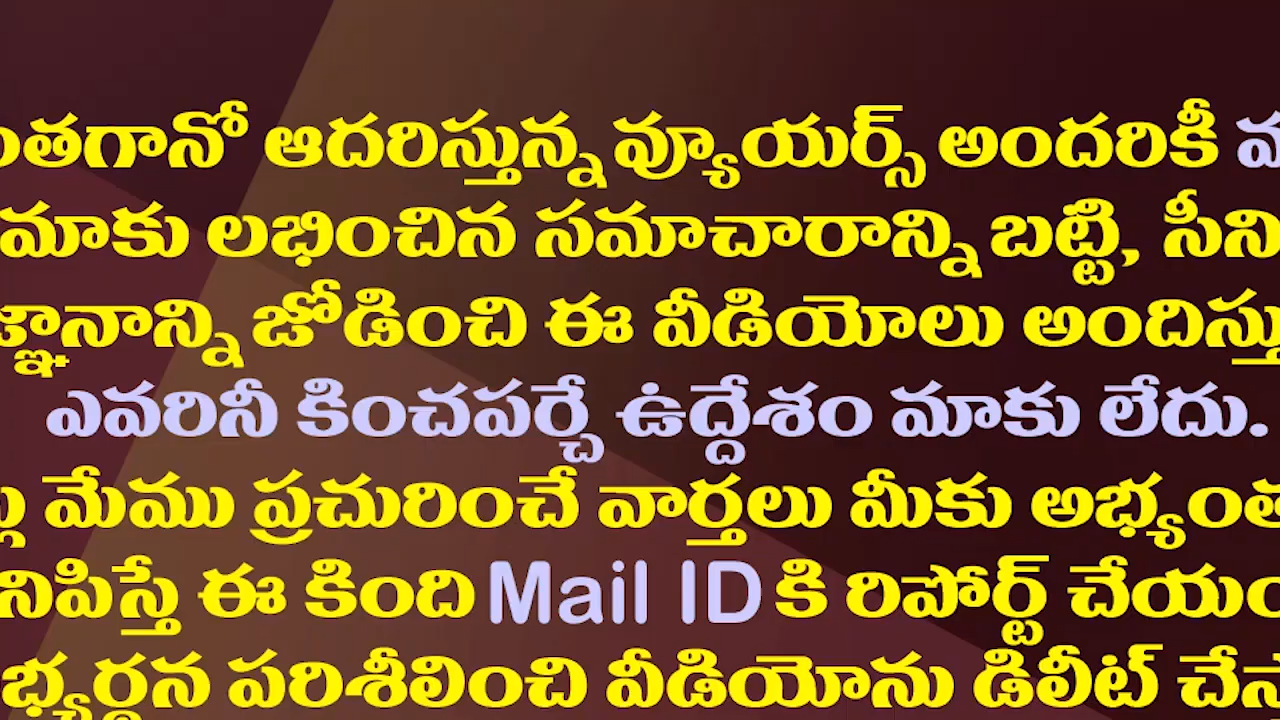 ంతగానో ఆదరిస్తున్న వ్యూయర్స్ అందరికీ
మాకు లభించిన సమాచారాన్ని బట్టి, సీని
జ్ఞానాన్ని జోడించి ఈ వీడియోలు అందిస్తు
ఎవరినీ కించపర్చే ఉద్దేశం మాకు లేదు.
మేము ప్రచురించే వార్తలు మీకు అభ్యంత
నిపిస్తే ఈ కింది Mail ID కి రిపోర్ట్ చేయం
భ్యర్థన పరిశీలించి వీడియోను డిలీట్ చేస